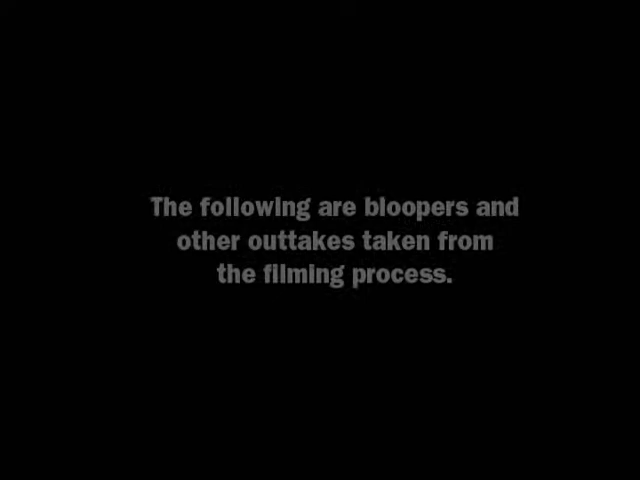 The following are bloopers and
other outtakes taken from
the filming process.